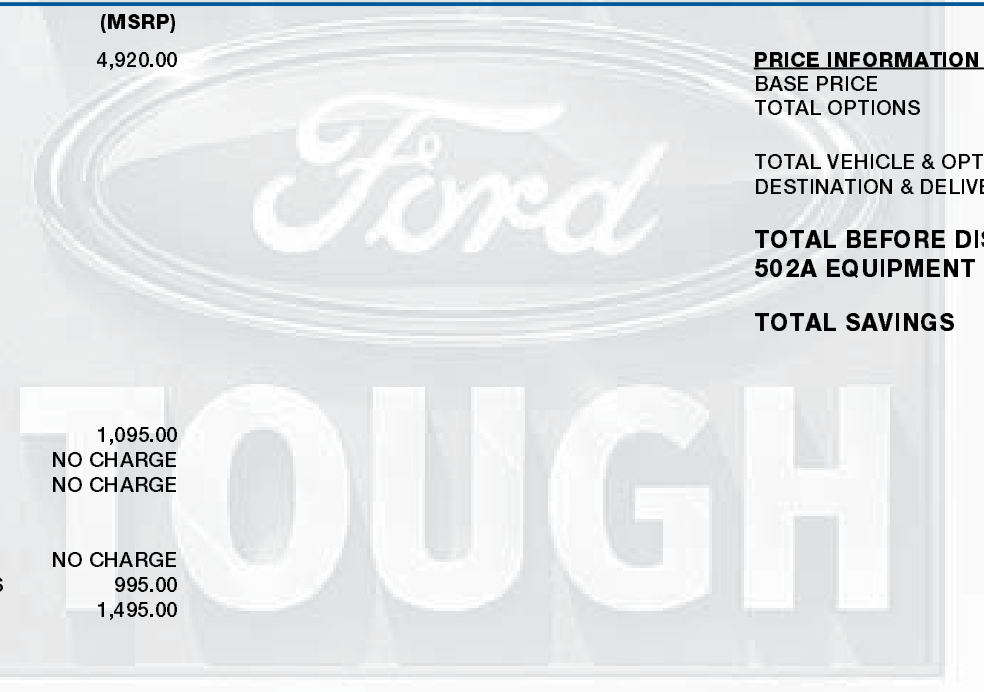 (MSRP)
4,920.00
PRICE INFORMATION
BASE PRICE
TOTAL OPTIONS
TOTAL VEHICLE & OPT
DESTINATION & DELIVE
TOTAL BEFORE DIS
502A EQUIPMENT
TOTAL SAVINGS
Ford
TOUGH
1,095.00
NO CHARGE
NO CHARGE
NO CHARGE
S 995.00
1,495.00